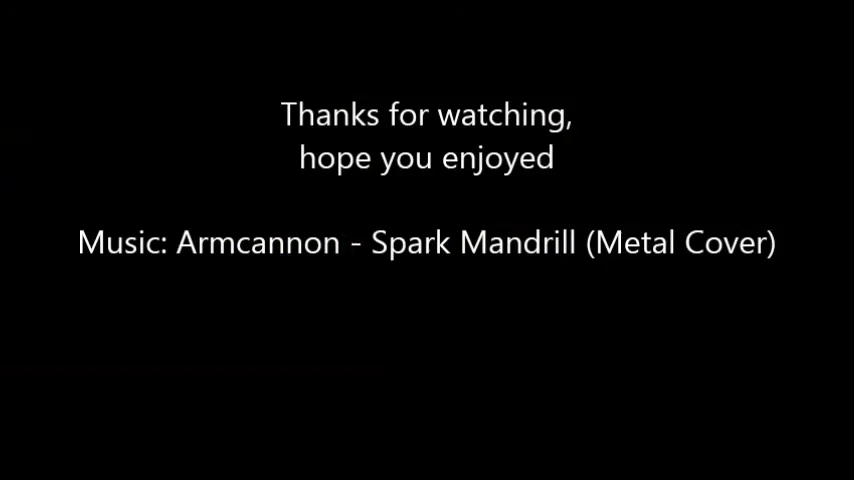 Thanks for watching,
hope you enjoyed
Music: Armcannon - Spark Mandrill (Metal Cover)